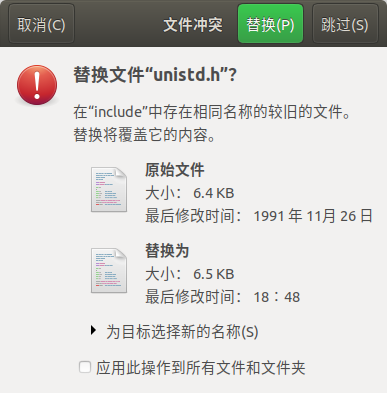 取消(C)
文件冲突
替换(P)
跳过(S)
替换文件“unistd.h”？
在“include”中存在相同名称的较旧的文件。
替换将覆盖它的内容。
原始文件
大小： 6.4 KB
最后修改时间： 1991 年 11月 26 日
替换为
大小： 6.5 KB
最后修改时间： 18∶48
为目标选择新的名称(S)
应用此操作到所有文件和文件夹